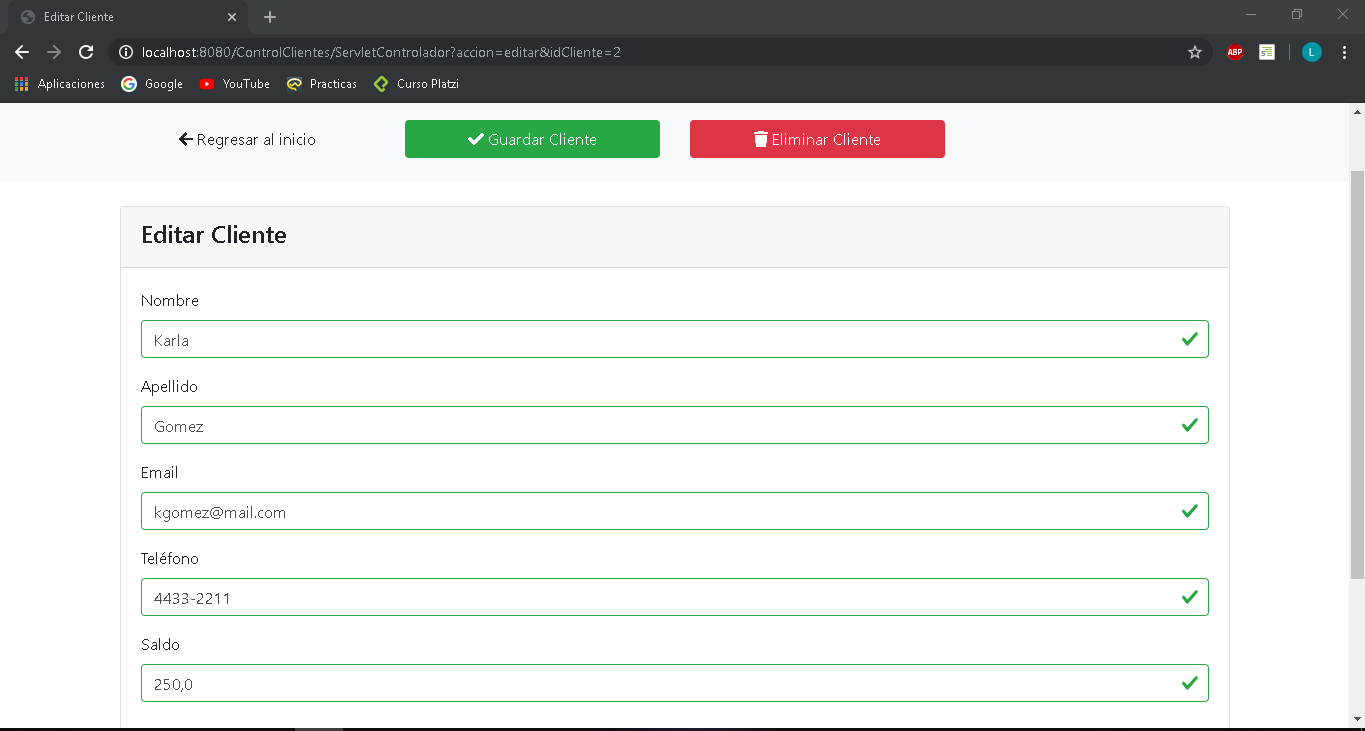 Editar Cliente
localhost:8080/ControlClientes/ServletControlador?accion=editar&idCliente=2
ABP
L
Aplicaciones Google YouTube Practicas Curso Platzi
Regresar al inicio Guardar Cliente Eliminar Cliente
Editar Cliente
Nombre
Karla
Apellido
Gomez
Email
kgomez@mail.com
Teléfono
4433-2211
Saldo
250,0